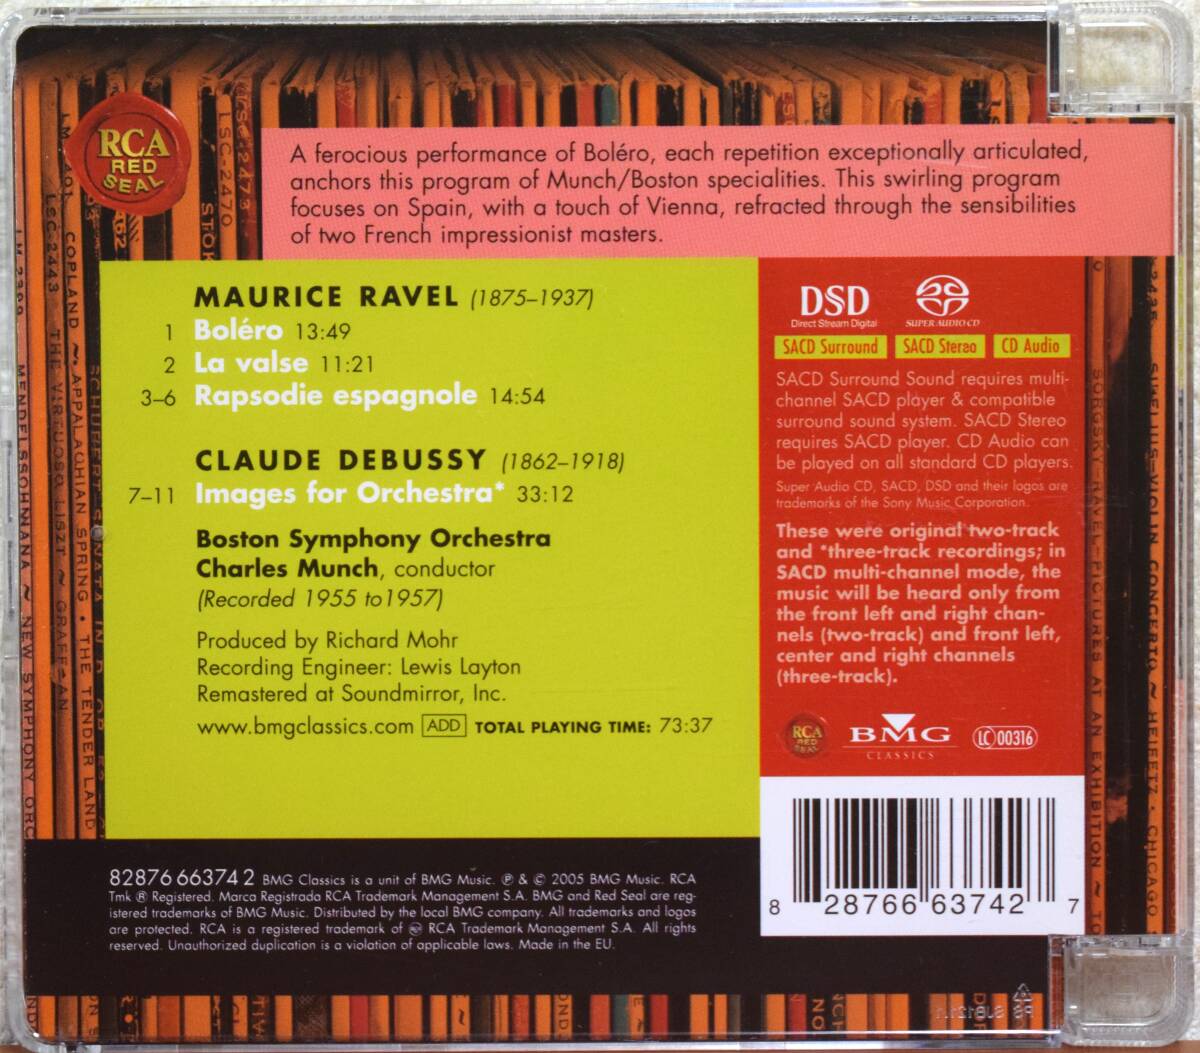 RCA
RED
SEAL
A ferocious performance of Boléro, each repetition exceptionally articulated,
anchors this program of Munch/Boston specialities. This swirling program
focuses on Spain, with a touch of Vienna, refracted through the sensibilities
of two French impressionist masters.
MAURICE RAVEL (1875–1937)
1 Boléro 13:49
2 La valse 11:21
3–6 Rapsodie espagnole 14:54
CLAUDE DEBUSSY (1862–1918)
7–11 Images for Orchestra* 33:12
Boston Symphony Orchestra
Charles Munch, conductor
(Recorded 1955 to 1957)
Produced by Richard Mohr
Recording Engineer: Lewis Layton
Remastered at Soundmirror, Inc.
www.bmgclassics.com ADD TOTAL PLAYING TIME: 73:37
DSD
Direct Stream Digital
SUPER AUDIO CD
SACD Surround SACD Stereo CD Audio
SACD Surround Sound requires multi-
channel SACD player & compatible
surround sound system. SACD Stereo
requires SACD player. CD Audio can
be played on all standard CD players.
Super Audio CD, SACD, DSD and their logos are
trademarks of the Sony Music Corporation.
These were original two-track
and *three-track recordings; in
SACD multi-channel mode, the
music will be heard only from
the front left and right chan-
nels (two-track) and front left,
center and right channels
(three-track).
RCA
RED
SEAL
BMG
CLASSICS
LC 00316
82876 66374 2 BMG Classics is a unit of BMG Music. ℗ & © 2005 BMG Music. RCA
Tmk ® Registered. Marca Registrada RCA Trademark Management S.A. BMG and Red Seal are reg-
istered trademarks of BMG Music. Distributed by the local BMG company. All trademarks and logos
are protected. RCA is a registered trademark of RCA Trademark Management S.A. All rights
reserved. Unauthorized duplication is a violation of applicable laws. Made in the EU.
8 28766 63742 7
LSC-2470
LSC-2473
LSC-2443 THE VIRTUOSO LISZT ~ GRAFFMAN
COPLAND ~ APPALACHIAN SPRING • THE TENDER LAND
MENDELSSOHN
NEW SYMPHONY ORC
PICTURES AT AN EXHIBITION ~
VIOLIN CONCERTO ~ HEIFETZ • CHICAGO